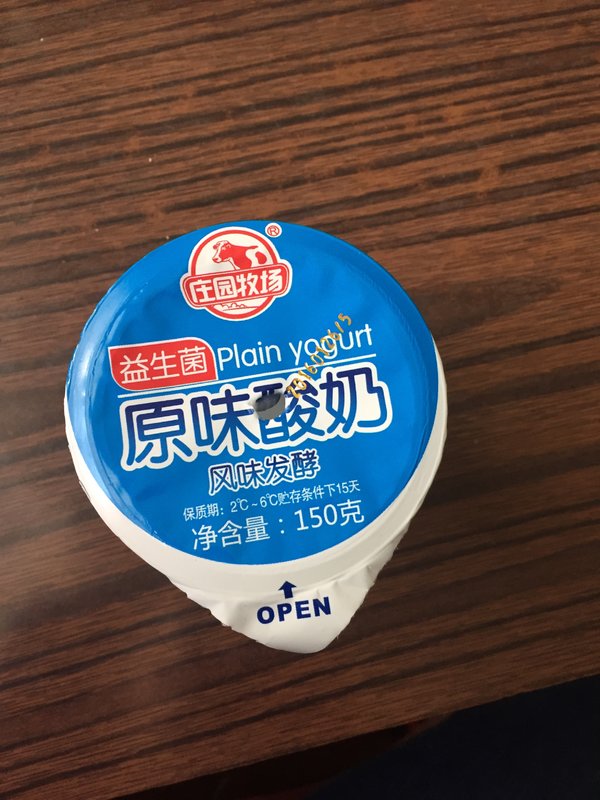 ®
庄园牧场
益生菌 Plain yogurt
原味酸奶
风味发酵
保质期：2℃~6℃贮存条件下15天
净含量：150克
OPEN